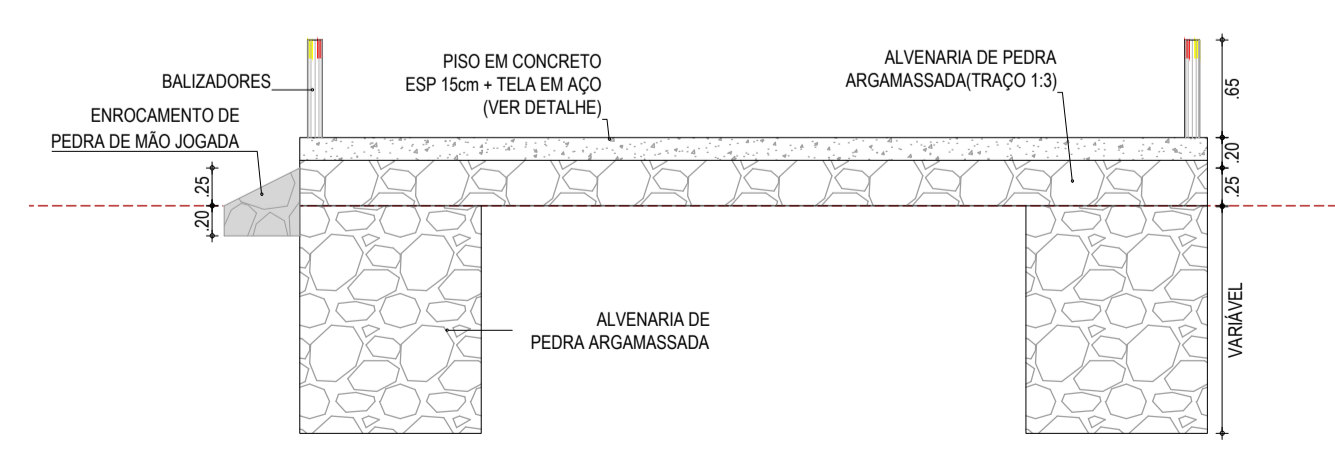 BALIZADORES
ENROCAMENTO DE
PEDRA DE MÃO JOGADA
PISO EM CONCRETO
ESP 15cm + TELA EM AÇO
(VER DETALHE)
ALVENARIA DE PEDRA
ARGAMASSADA(TRAÇO 1:3)
.65
.20
.25
.25
.20
ALVENARIA DE
PEDRA ARGAMASSADA
VARIÁVEL